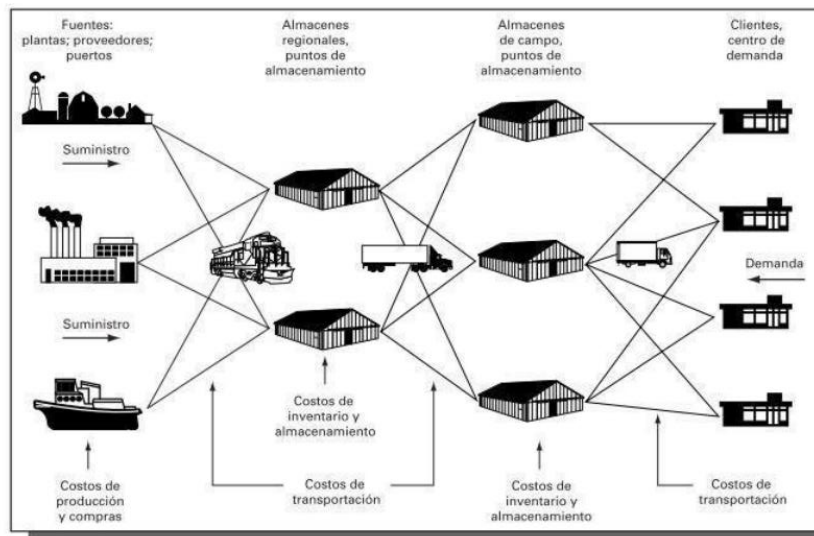 Fuentes:
plantas; proveedores;
puertos
Almacenes
regionales,
puntos de
almacenamiento
Almacenes
de campo,
puntos de
almacenamiento
Clientes,
centro de
demanda
Suministro
Demanda
Suministro
Costos de
inventario y
almacenamiento
Costos de
producción
y compras
Costos de
transportación
Costos de
inventario y
almacenamiento
Costos de
transportación